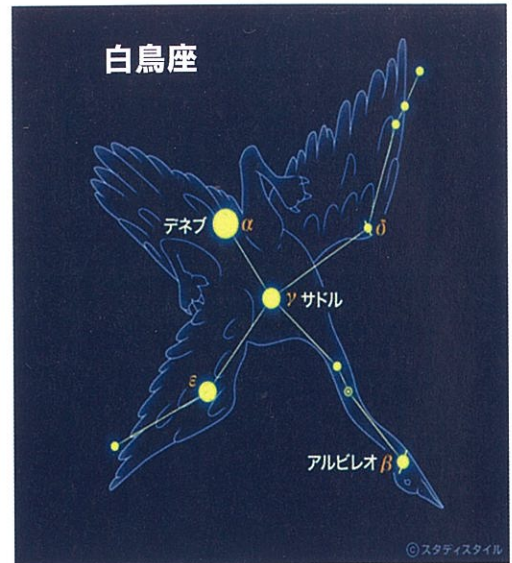 白鳥座
デネブ α
δ
γ サドル
ε
アルビレオ β
©スタディスタイル